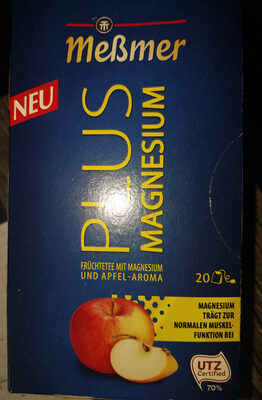 Meßmer
NEU
PLUS
MAGNESIUM
FRÜCHTETEE MIT MAGNESIUM
UND APFEL-AROMA
20
MAGNESIUM
TRÄGT ZUR
NORMALEN MUSKEL-
FUNKTION BEI
UTZ
Certified
70%